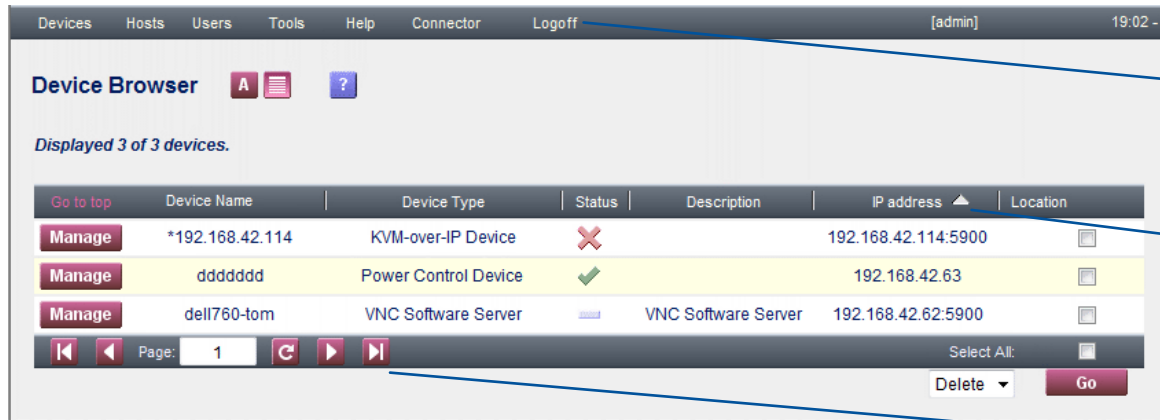 Devices Hosts Users Tools Help Connector Logoff [admin] 19:02 -
Device Browser A ?
Displayed 3 of 3 devices.
Go to top Device Name Device Type Status Description IP address Location
Manage *192.168.42.114 KVM-over-IP Device 192.168.42.114:5900
Manage ddddddd Power Control Device 192.168.42.63
Manage dell760-tom VNC Software Server VNC Software Server 192.168.42.62:5900
Page: 1 Select All:
Delete Go